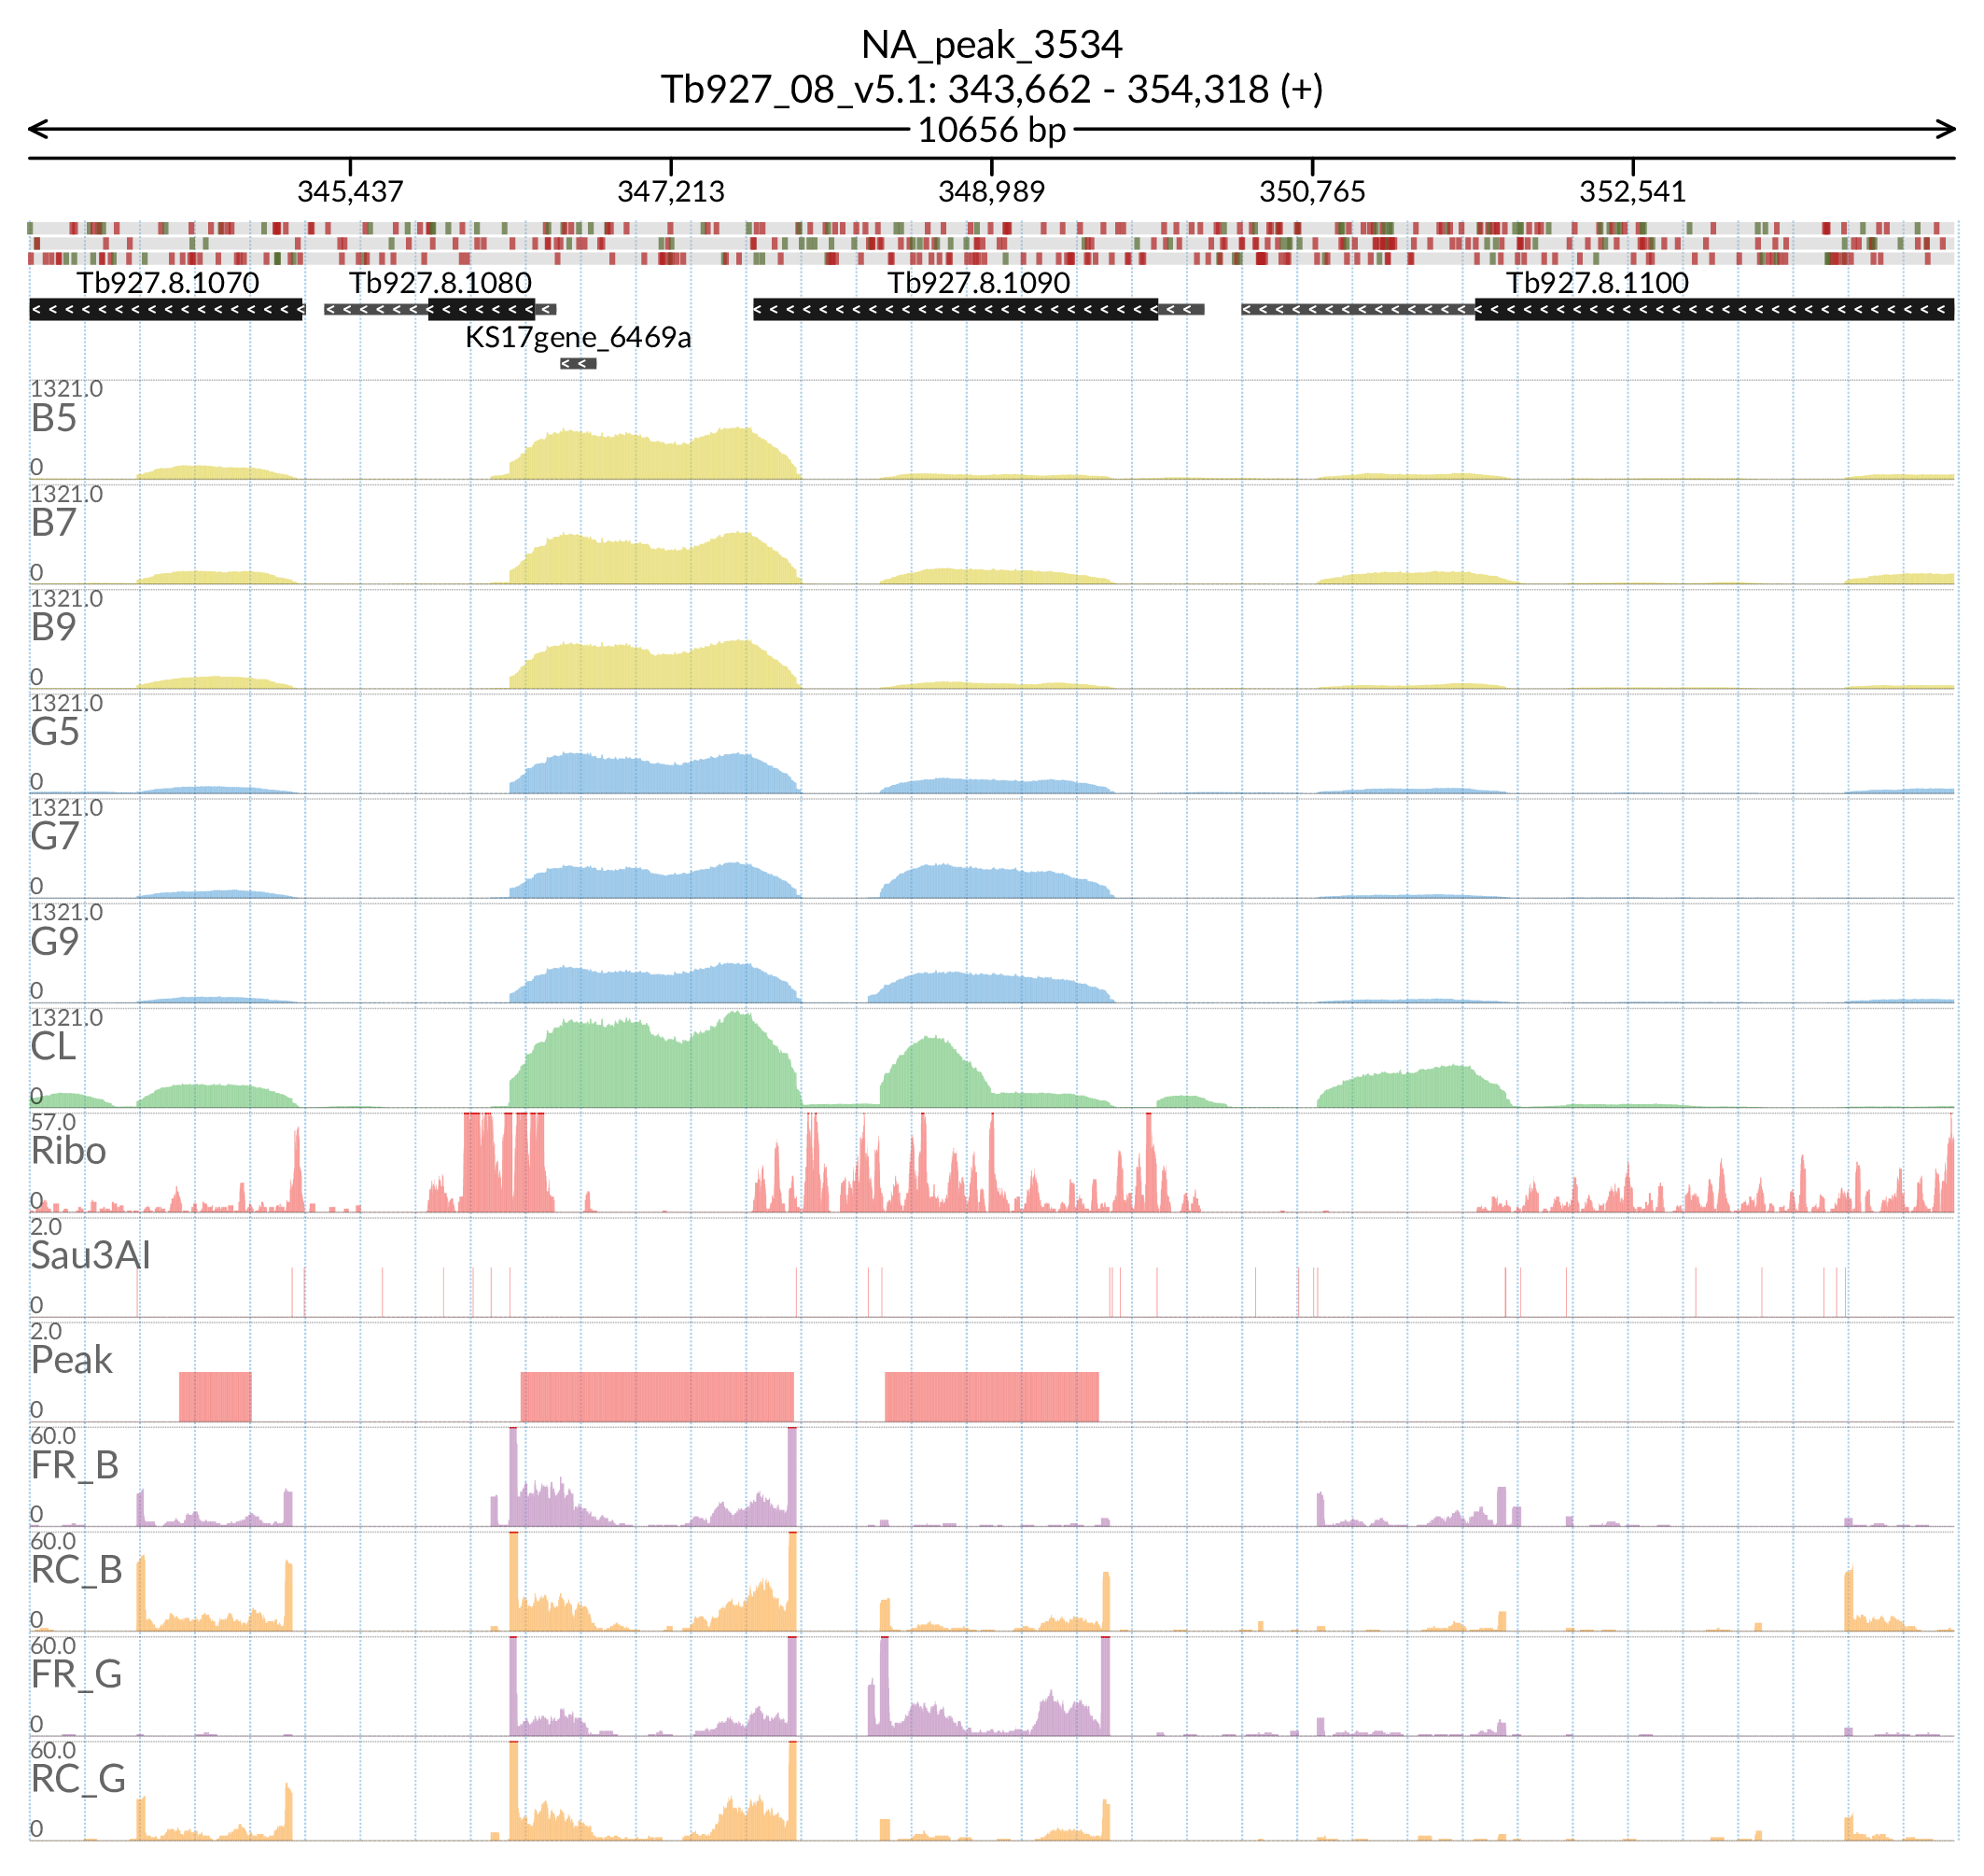 NA_peak_3534
Tb927_08_v5.1: 343,662 - 354,318 (+)
10656 bp
345,437 347,213 348,989 350,765 352,541
Tb927.8.1070 Tb927.8.1080 Tb927.8.1090 Tb927.8.1100
KS17gene_6469a
1321.0
B5
0
1321.0
B7
0
1321.0
B9
0
1321.0
G5
0
1321.0
G7
0
1321.0
G9
0
1321.0
CL
0
57.0
Ribo
0
2.0
Sau3AI
0
2.0
Peak
0
60.0
FR_B
0
60.0
RC_B
0
60.0
FR_G
0
60.0
RC_G
0